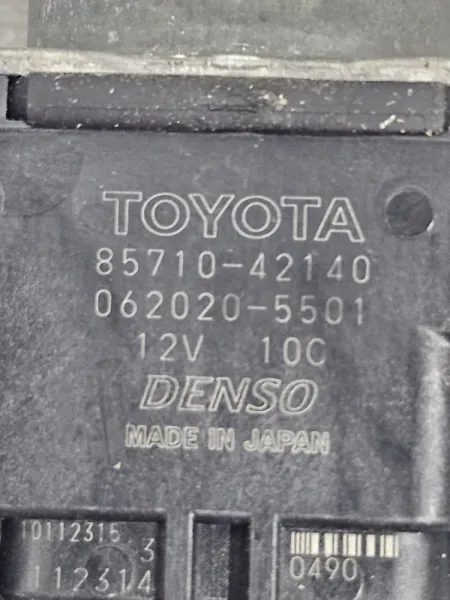 TOYOTA
85710-42140
062020-5501
12V 10C
DENSO
MADE IN JAPAN
10112315
3
112314
0490